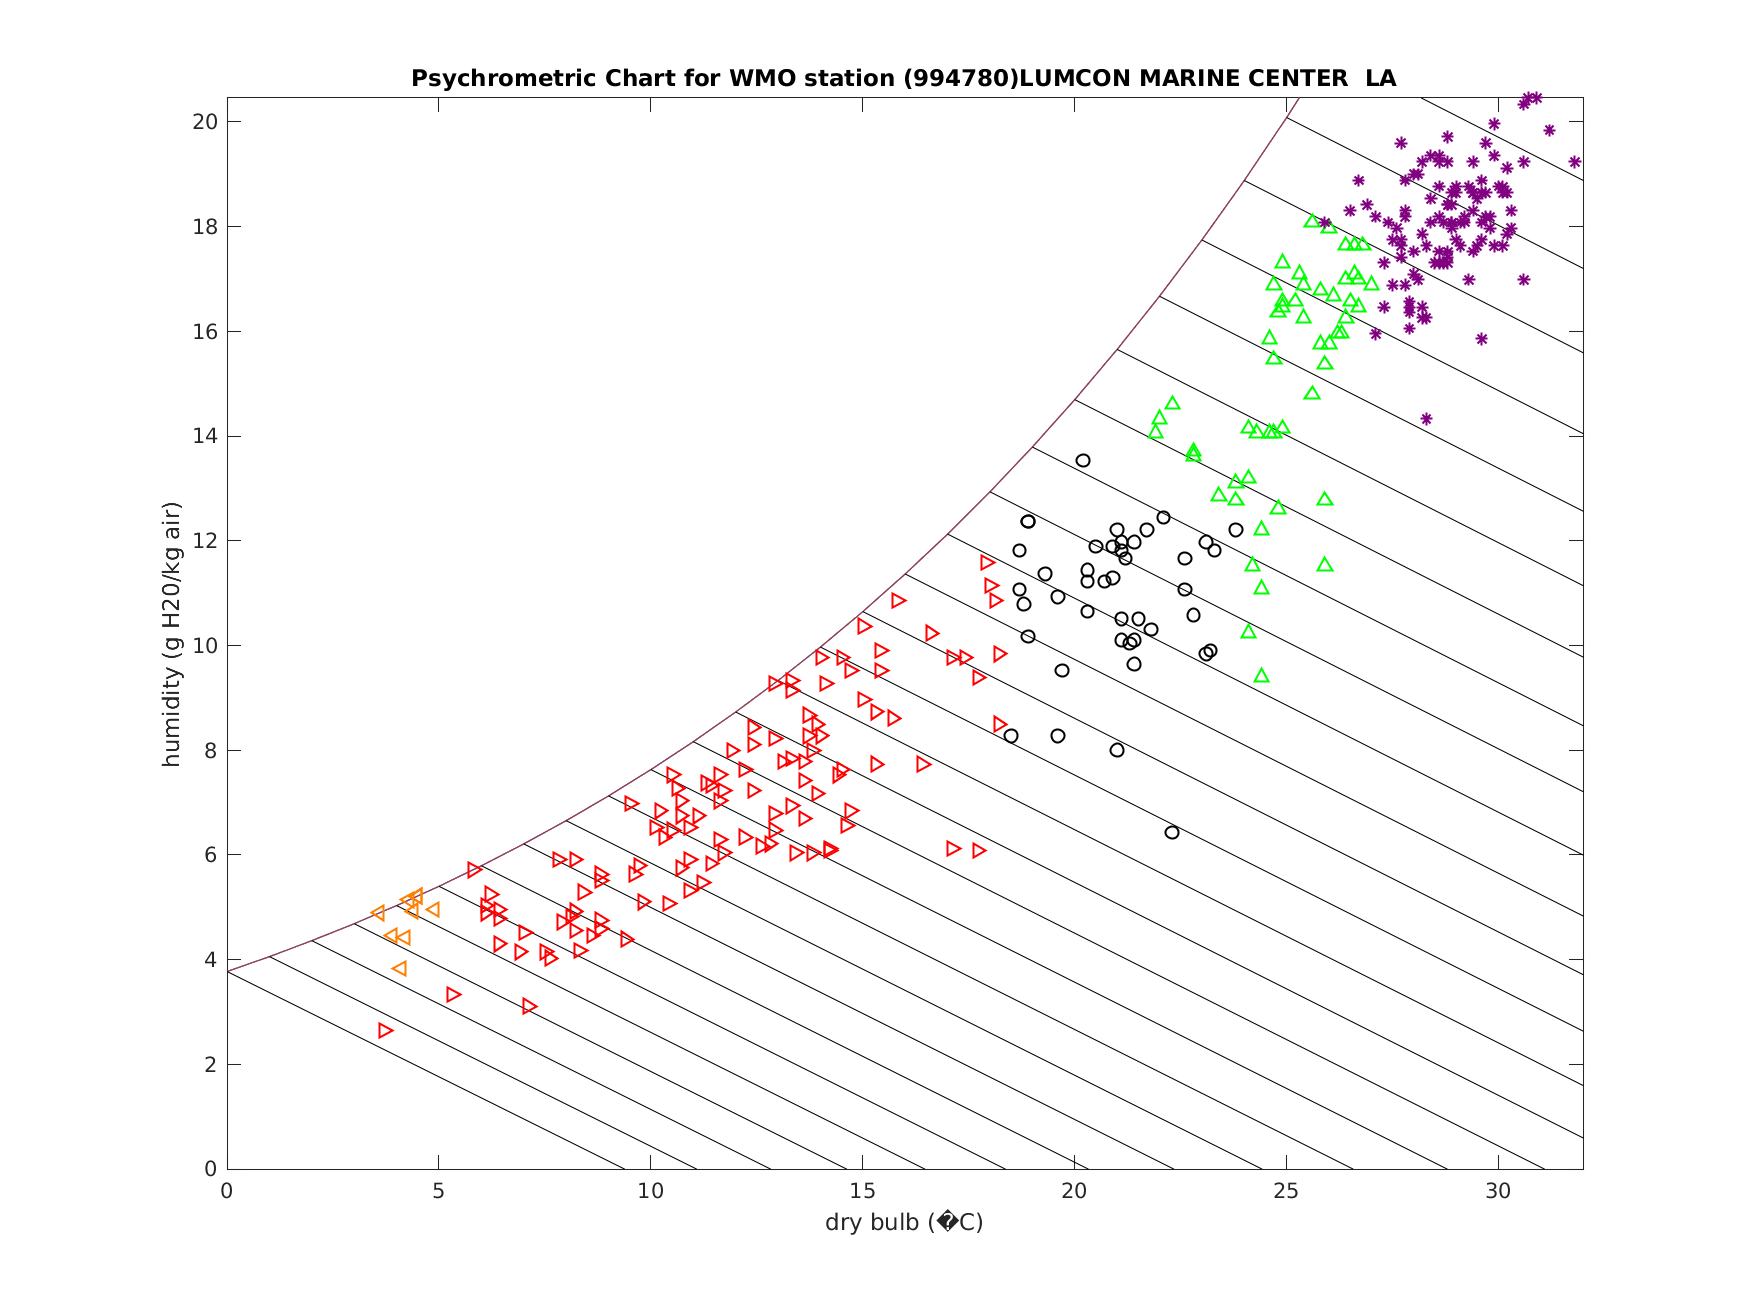 Psychrometric Chart for WMO station (994780)LUMCON MARINE CENTER  LA
20
18
16
14
12
10
8
6
4
2
0
humidity (g H20/kg air)
0 5 10 15 20 25 30
dry bulb (�C)